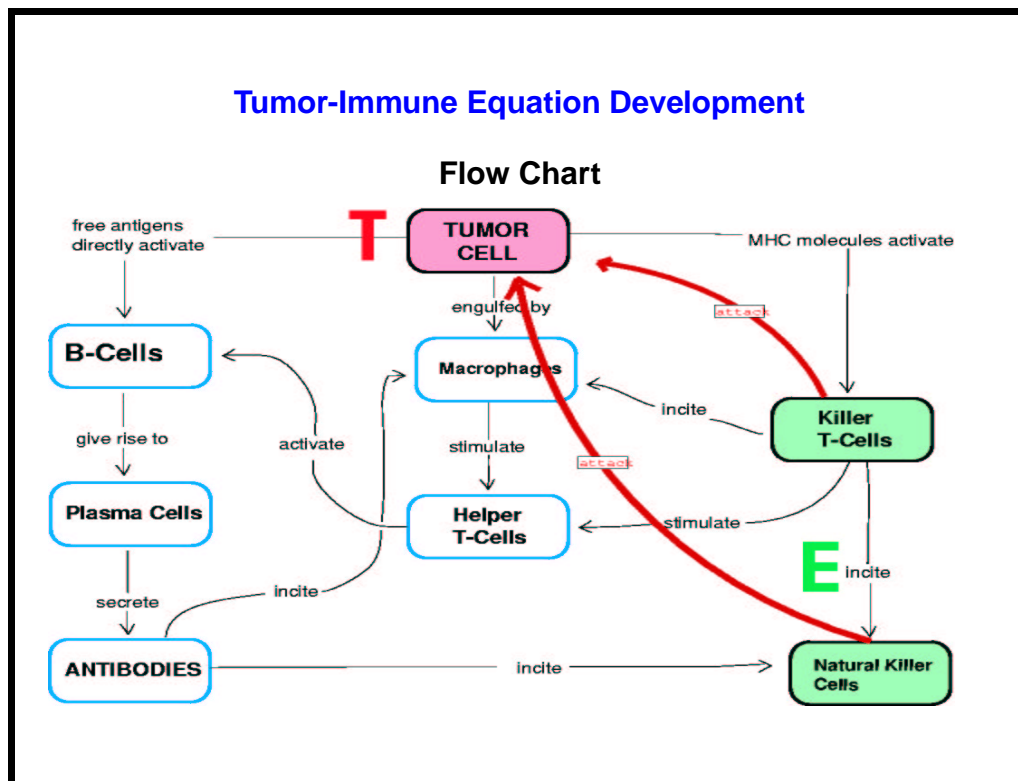 Tumor-Immune Equation Development
Flow Chart
free antigens
directly activate
T
TUMOR
CELL
MHC molecules activate
engulfed by
attack
B-Cells
Macrophages
incite
Killer
T-Cells
give rise to
activate
stimulate
attack
Plasma Cells
Helper
T-Cells
stimulate
E
incite
secrete
incite
ANTIBODIES
incite
Natural Killer
Cells